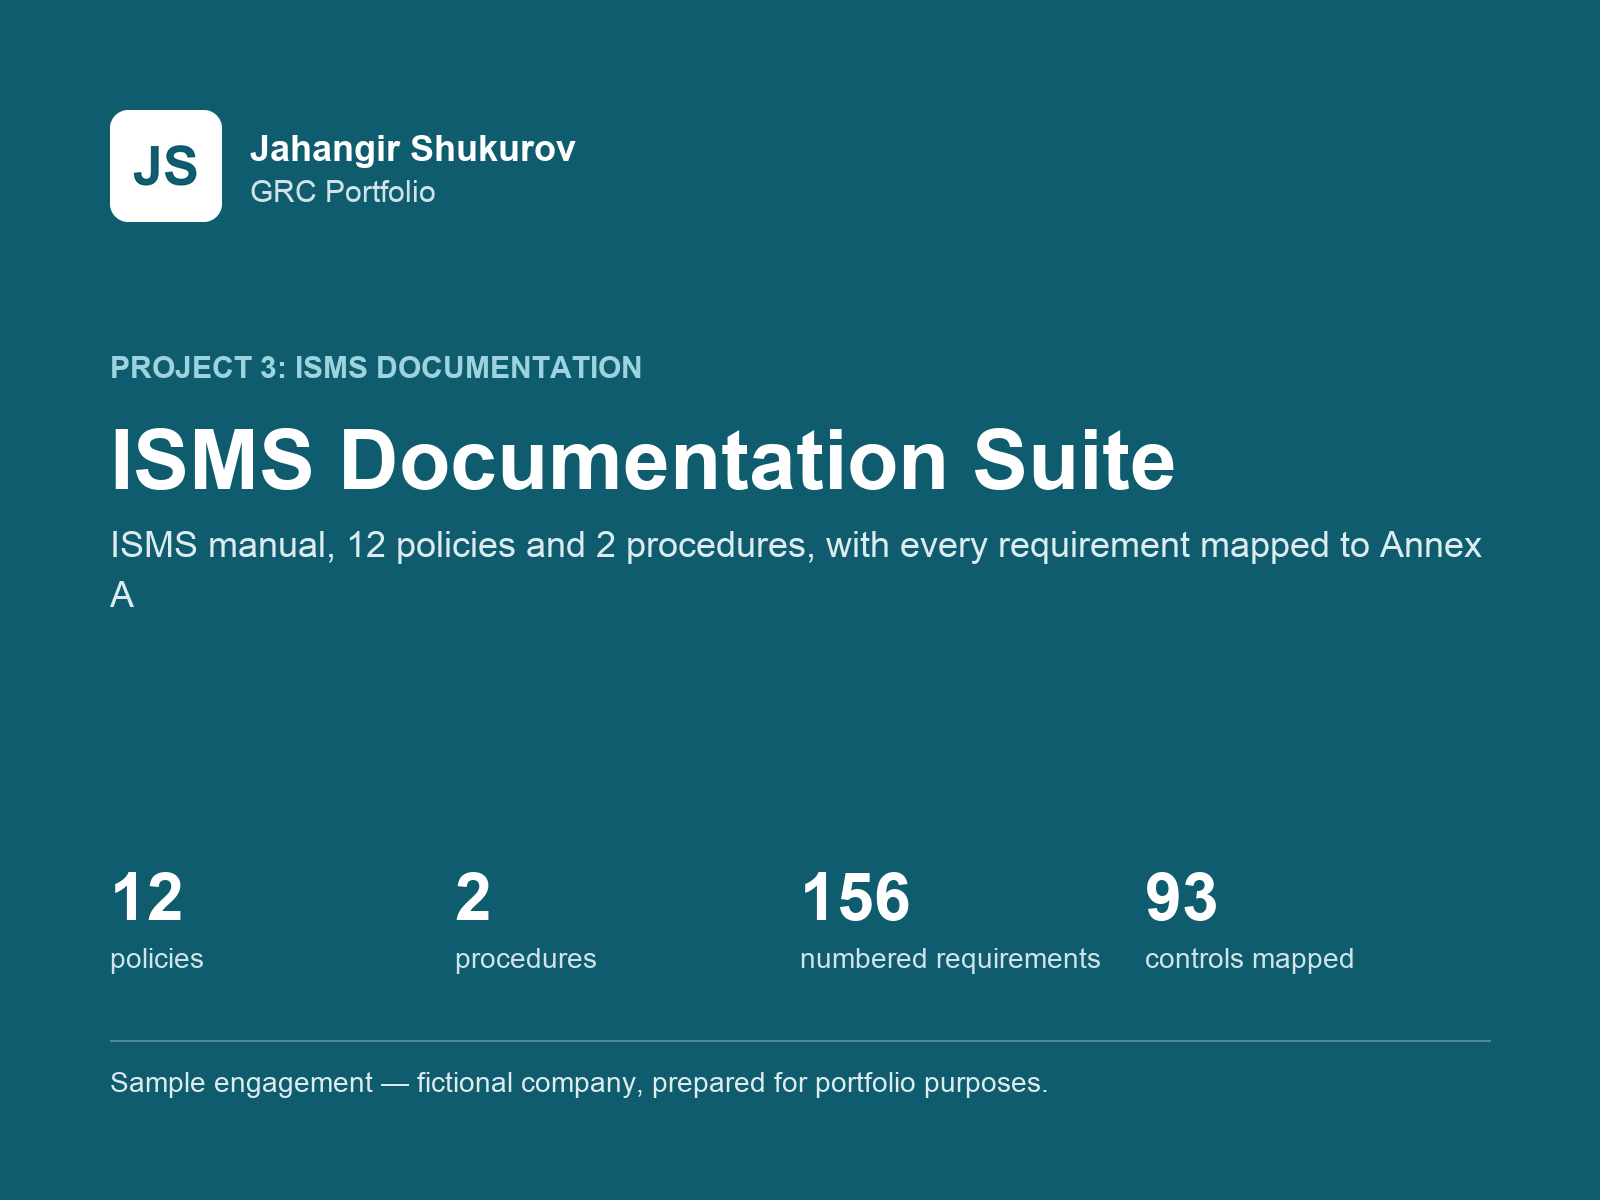 JS
Jahangir Shukurov
GRC Portfolio
PROJECT 3: ISMS DOCUMENTATION
ISMS Documentation Suite
ISMS manual, 12 policies and 2 procedures, with every requirement mapped to Annex
A
12
policies
2
procedures
156
numbered requirements
93
controls mapped
Sample engagement — fictional company, prepared for portfolio purposes.